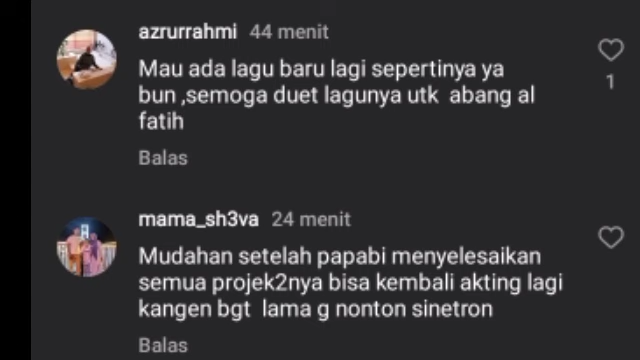 azrurrahmi 44 menit
Mau ada lagu baru lagi sepertinya ya
bun ,semoga duet lagunya utk abang al
fatih
1
Balas
mama_sh3va 24 menit
Mudahan setelah papabi menyelesaikan
semua projek2nya bisa kembali akting lagi
kangen bgt lama g nonton sinetron
Balas